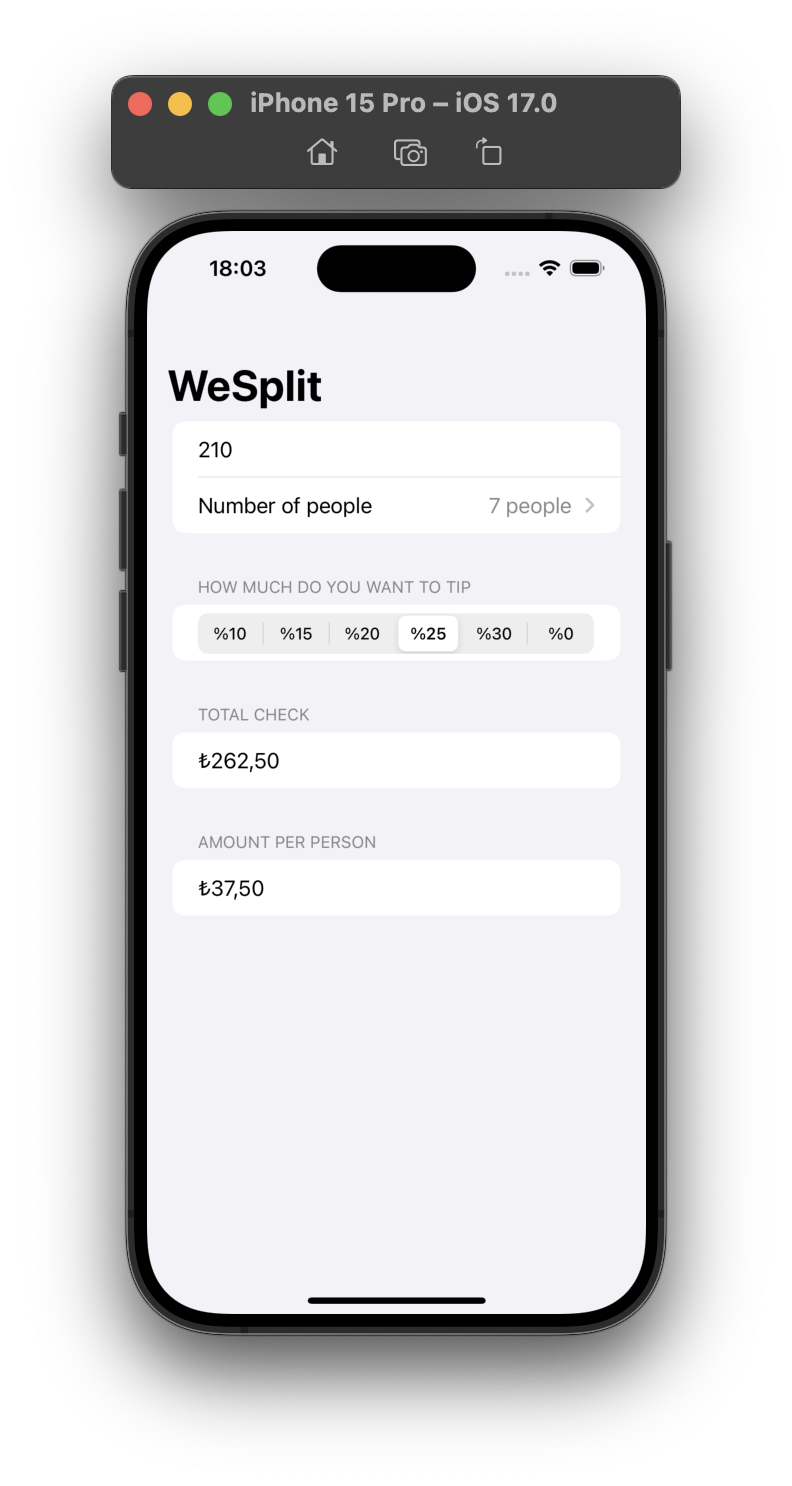 iPhone 15 Pro – iOS 17.0
18:03
WeSplit
210
Number of people 7 people
HOW MUCH DO YOU WANT TO TIP
%10 %15 %20 %25 %30 %0
TOTAL CHECK
₺262,50
AMOUNT PER PERSON
₺37,50